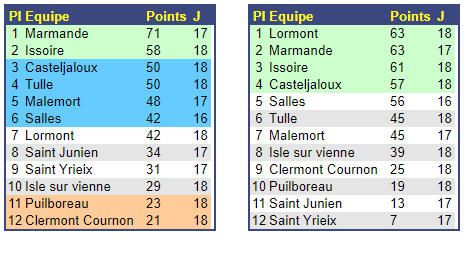 Pl Equipe Points J
1 Marmande 71 17
2 Issoire 58 18
3 Casteljaloux 50 18
4 Tulle 50 18
5 Malemort 48 17
6 Salles 42 16
7 Lormont 42 18
8 Saint Junien 34 17
9 Saint Yrieix 31 17
10 Isle sur vienne 29 18
11 Puilboreau 23 18
12 Clermont Cournon 21 18
Pl Equipe Points J
1 Lormont 63 18
2 Marmande 63 17
3 Issoire 61 18
4 Casteljaloux 57 18
5 Salles 56 16
6 Tulle 45 18
7 Malemort 45 17
8 Isle sur vienne 39 18
9 Clermont Cournon 25 18
10 Puilboreau 19 18
11 Saint Junien 13 17
12 Saint Yrieix 7 17